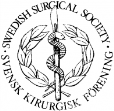 SWEDISH SURGICAL SOCIETY
SVENSK KIRURGISK FÖRENING